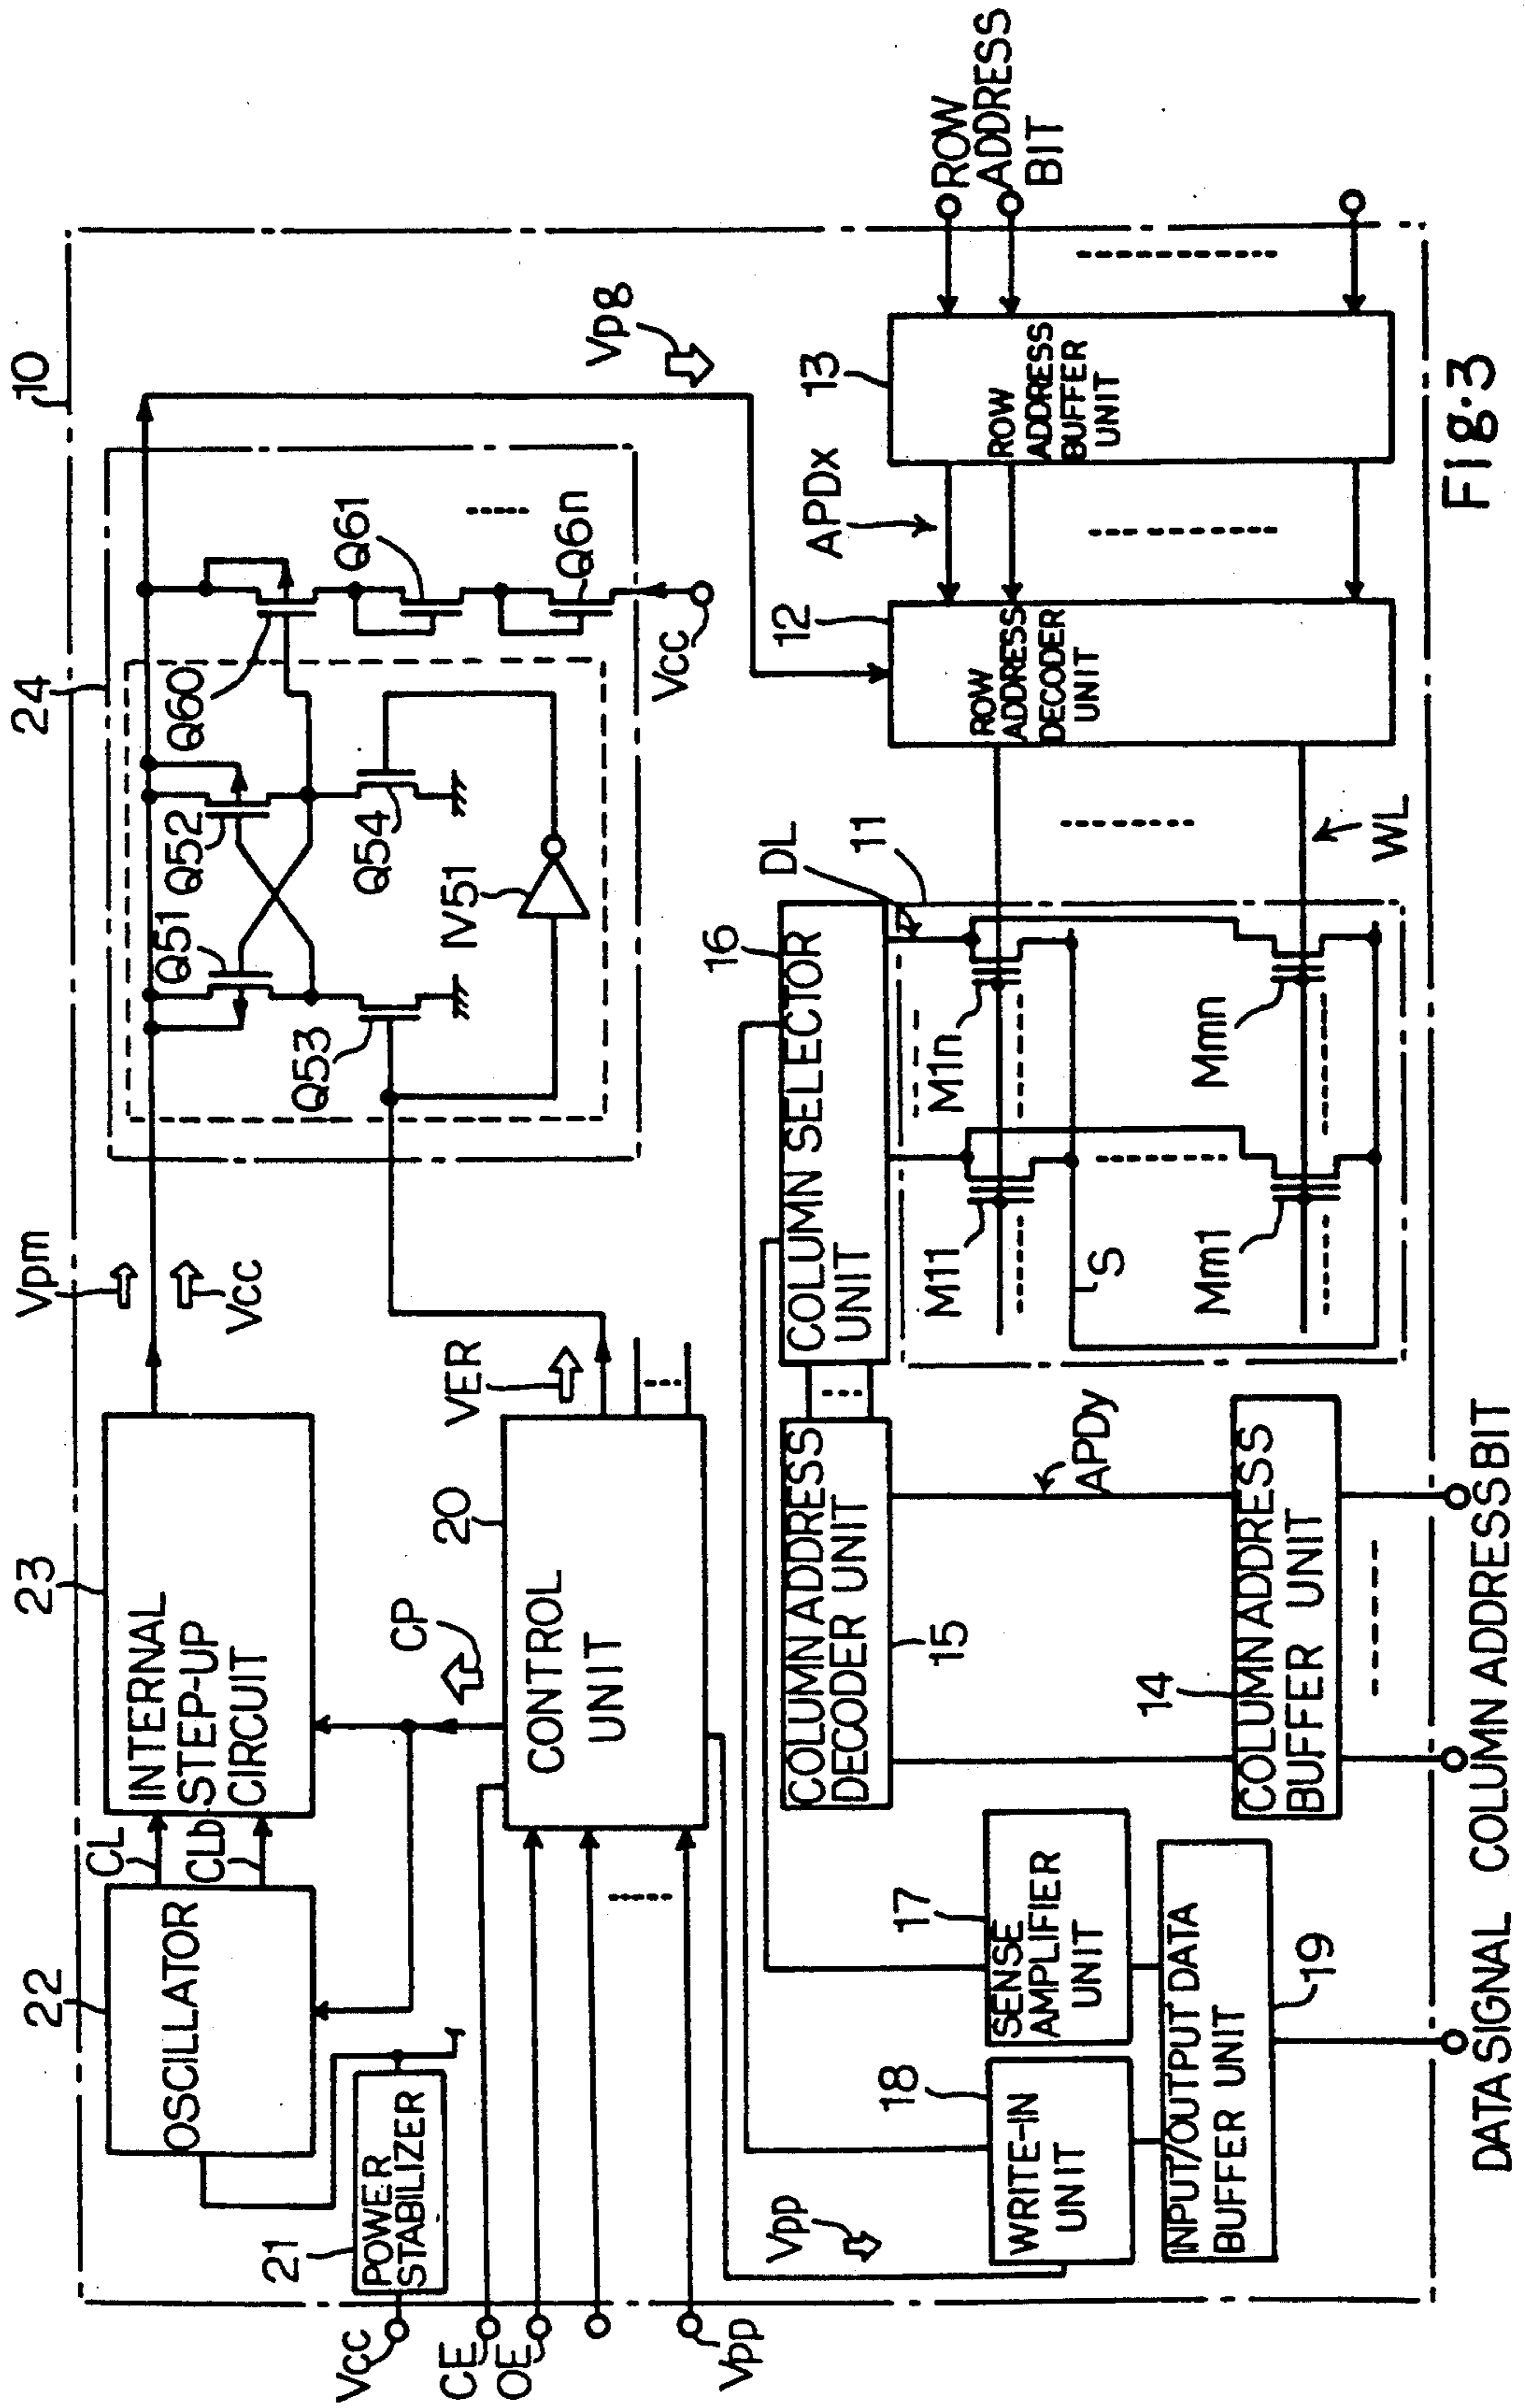 10
24
Vpm
Vcc
23
INTERNAL
STEP-UP
CIRCUIT
CL
CLb
22
OSCILLATOR
Q51
Q52
Q60
Q61
Q6n
Q53
Q54
IV51
Vcc
Vpg
21
POWER
STABILIZER
Vcc
CE
OE
Vpp
CP
20
CONTROL
UNIT
VER
Vpp
16
COLUMN SELECTOR
UNIT
DL
11
12
ROW
ADDRESS
DECODER
UNIT
APDx
13
ROW
ADDRESS
BUFFER
UNIT
ROW
ADDRESS
BIT
M11
M1n
Mm1
Mmn
S
WL
COLUMN ADDRESS
DECODER UNIT
15
APDy
14
COLUMN ADDRESS
BUFFER UNIT
17
SENSE
AMPLIFIER
UNIT
18
WRITE-IN
UNIT
INPUT/OUTPUT DATA
BUFFER UNIT
19
DATA SIGNAL
COLUMN ADDRESS BIT
Fig.3